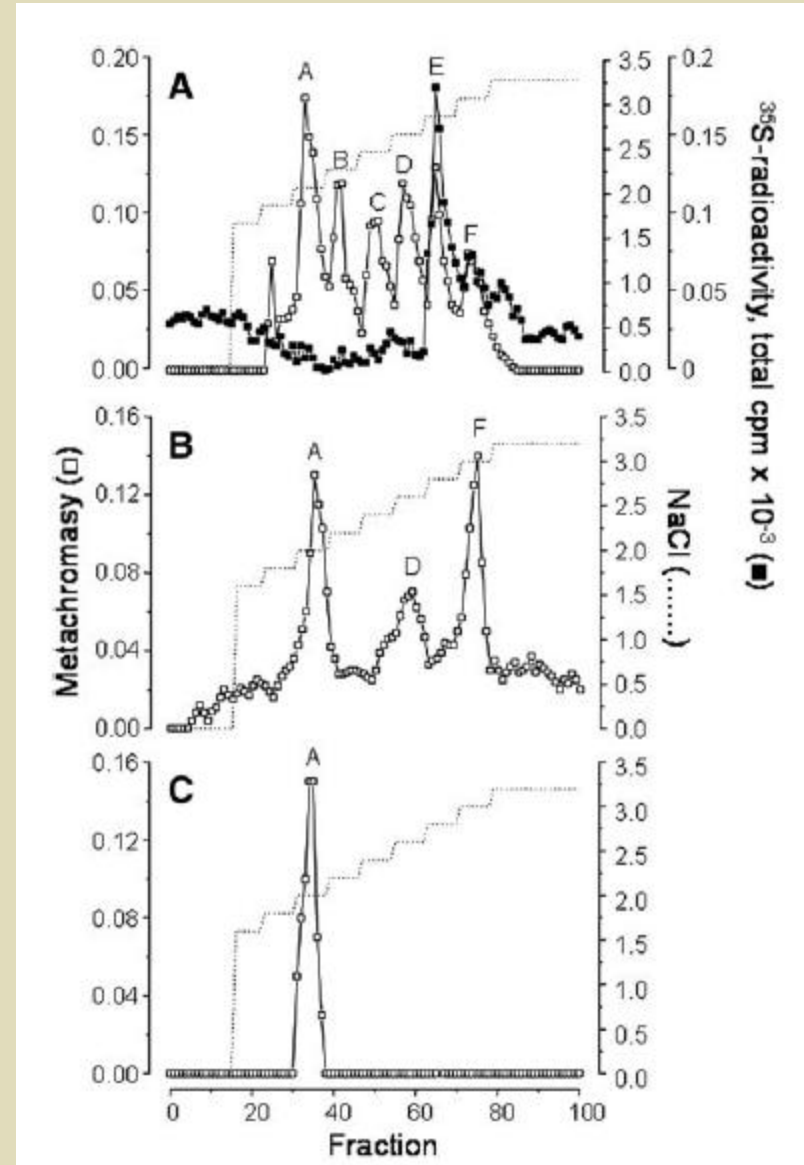 A
0.20
0.15
0.10
0.05
0.00
A
B
C
D
E
F
3.5
3.0
2.5
2.0
1.5
1.0
0.5
0.0
0.2
0.15
0.1
0.05
0
B
0.16
0.12
0.08
0.04
0.00
A
D
F
3.5
3.0
2.5
2.0
1.5
1.0
0.5
0.0
C
0.16
0.12
0.08
0.04
0.00
A
3.5
3.0
2.5
2.0
1.5
1.0
0.5
0.0
0 20 40 60 80 100
Fraction
Metachromasy (□)
NaCl (......)
³⁵S-radioactivity, total cpm x 10⁻³ (■)